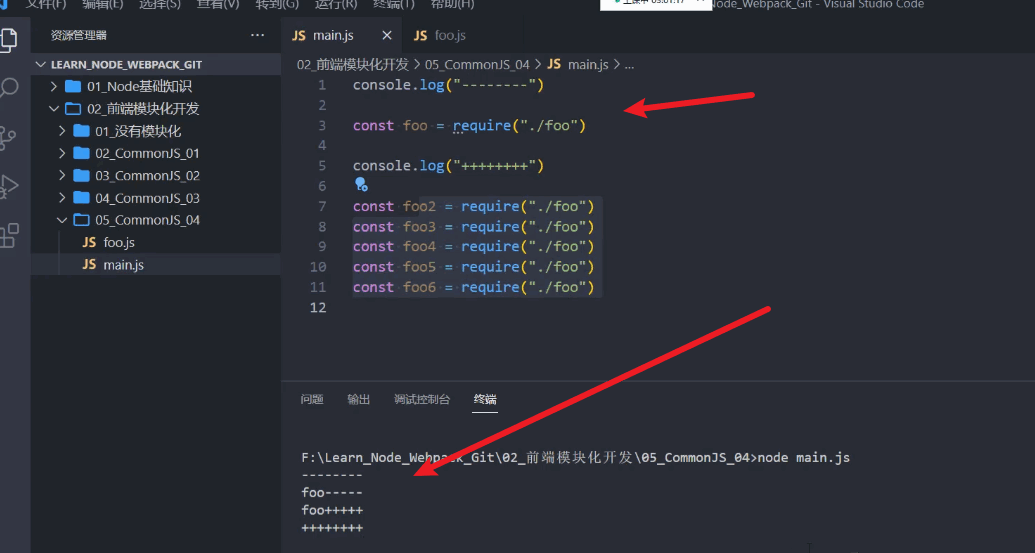 文件(F) 编辑(E) 选择(S) 查看(V) 转到(G) 运行(R) 终端(T) 帮助(H)
Node_Webpack_Git - Visual Studio Code
资源管理器 ···
JS main.js × JS foo.js
LEARN_NODE_WEBPACK_GIT
02_前端模块化开发 > 05_CommonJS_04 > JS main.js > ...
01_Node基础知识
02_前端模块化开发
01_没有模块化
02_CommonJS_01
03_CommonJS_02
04_CommonJS_03
05_CommonJS_04
JS foo.js
JS main.js
1 console.log("--------")
2
3 const foo = require("./foo")
4
5 console.log("++++++++")
6
7 const foo2 = require("./foo")
8 const foo3 = require("./foo")
9 const foo4 = require("./foo")
10 const foo5 = require("./foo")
11 const foo6 = require("./foo")
12
问题 输出 调试控制台 终端
F:\Learn_Node_Webpack_Git\02_前端模块化开发\05_CommonJS_04>node main.js
--------
foo-----
foo+++++
++++++++